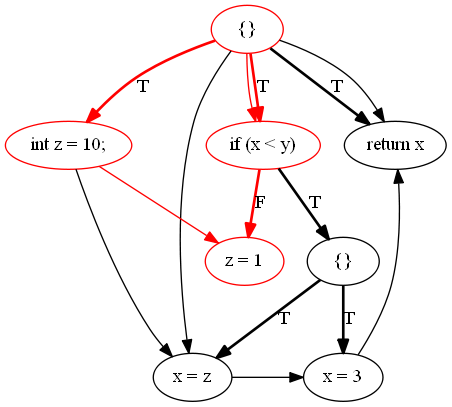 {}
T
T
T
int z = 10;
if (x < y)
return x
F
T
z = 1
{}
T
T
x = z
x = 3